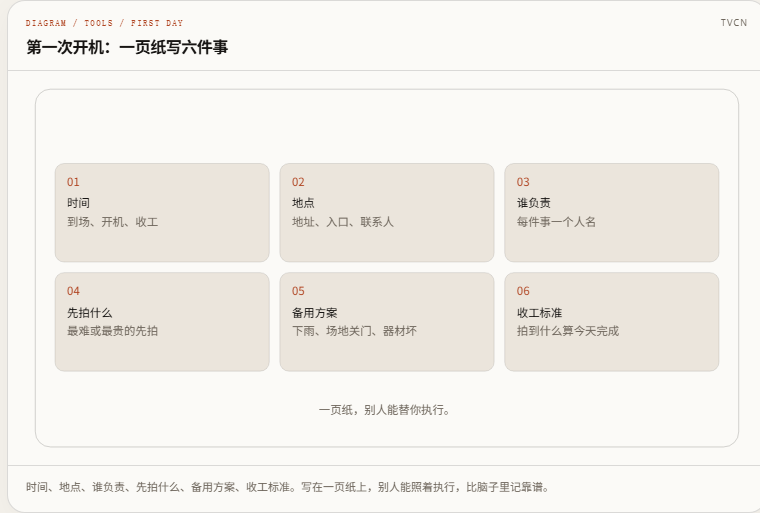 DIAGRAM / TOOLS / FIRST DAY
TVCN
第一次开机：一页纸写六件事
01
时间
到场、开机、收工
02
地点
地址、入口、联系人
03
谁负责
每件事一个人名
04
先拍什么
最难或最贵的先拍
05
备用方案
下雨、场地关门、器材坏
06
收工标准
拍到什么算今天完成
一页纸，别人能替你执行。
时间、地点、谁负责、先拍什么、备用方案、收工标准。写在一页纸上，别人能照着执行，比脑子里记靠谱。